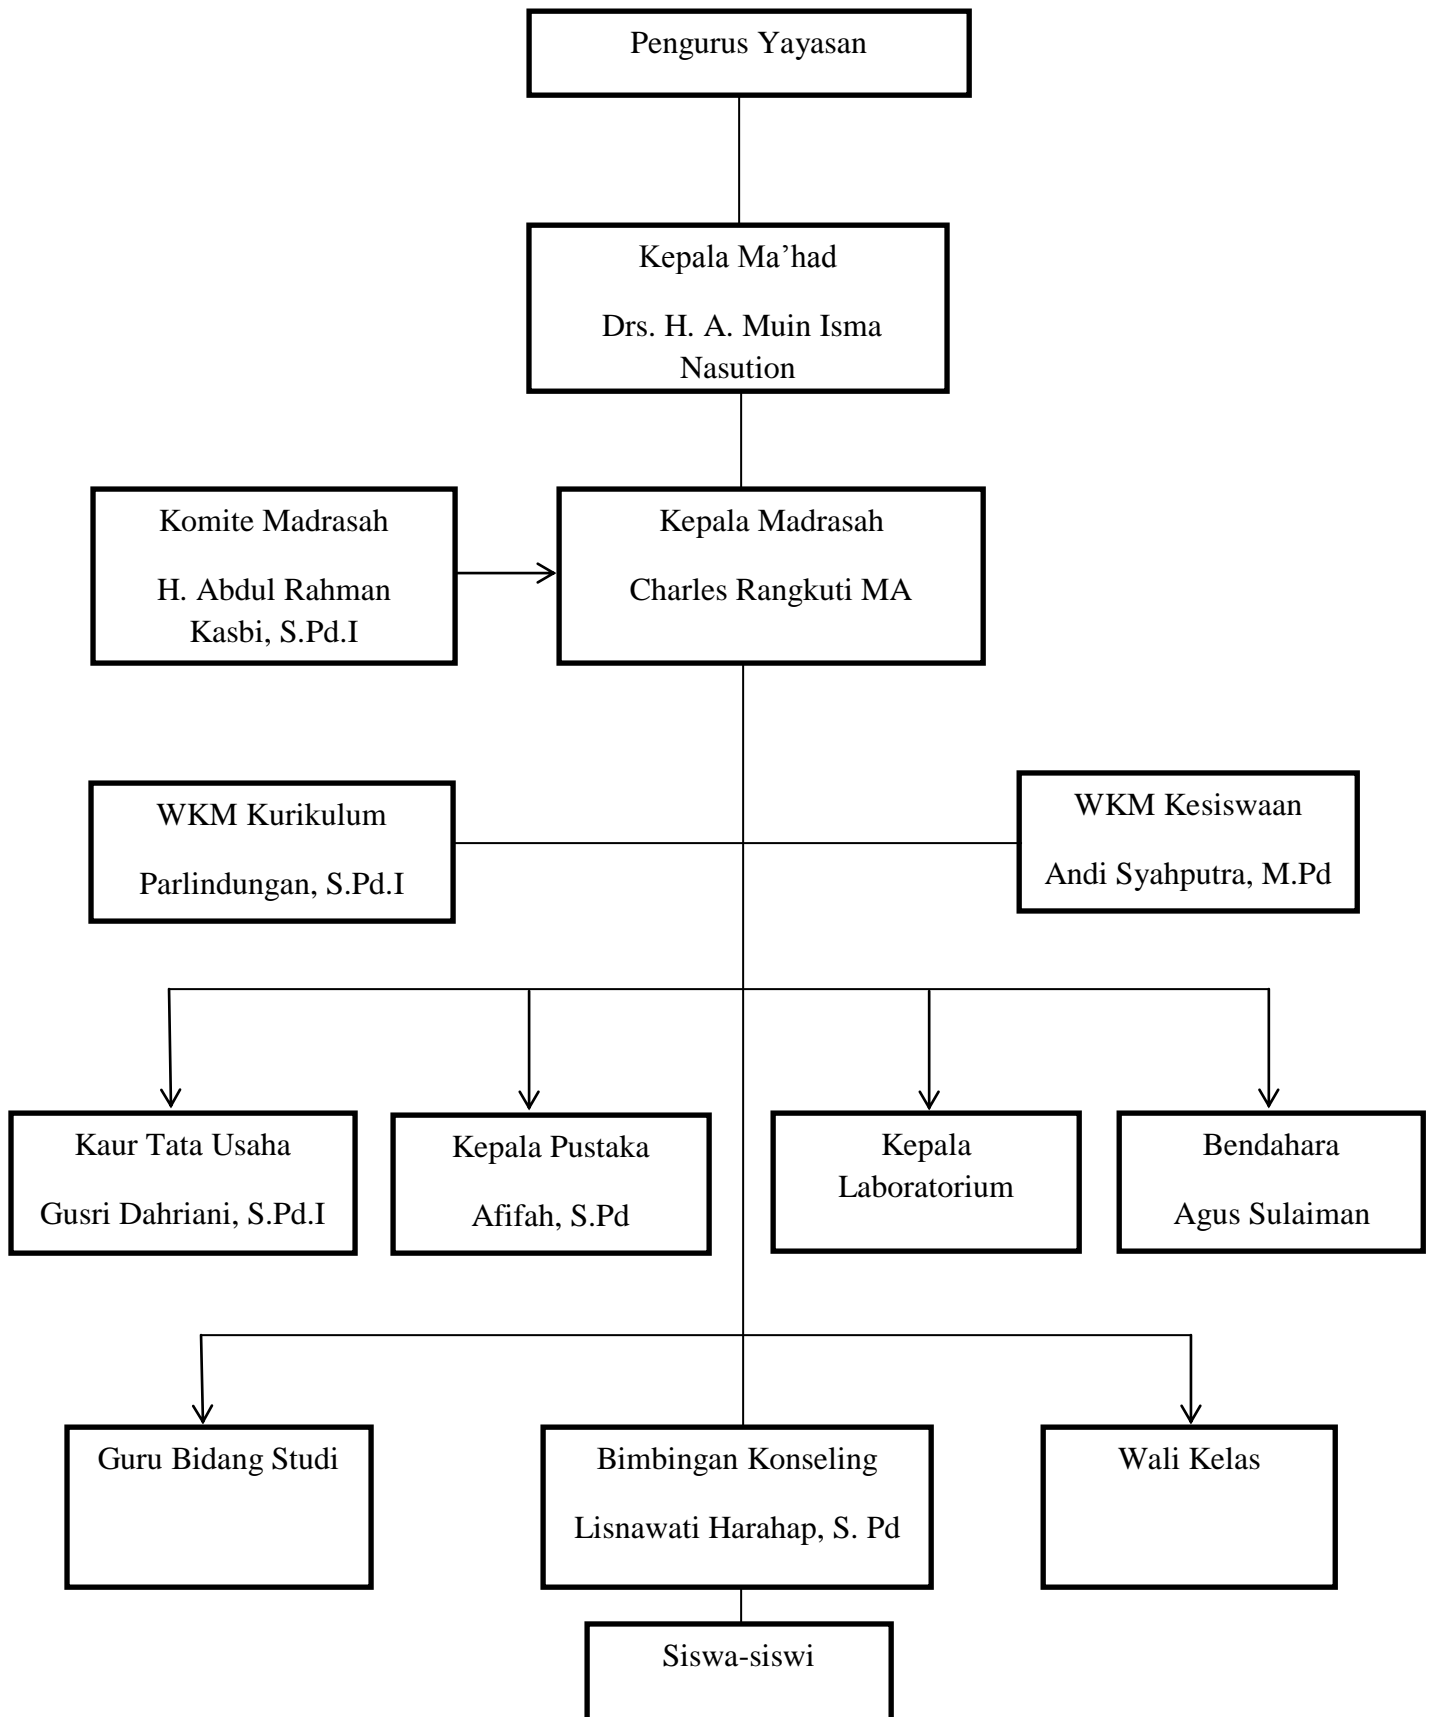 Pengurus Yayasan
Kepala Ma’had
Drs. H. A. Muin Isma
Nasution
Komite Madrasah
H. Abdul Rahman
Kasbi, S.Pd.I
Kepala Madrasah
Charles Rangkuti MA
WKM Kurikulum
Parlindungan, S.Pd.I
WKM Kesiswaan
Andi Syahputra, M.Pd
Kaur Tata Usaha
Gusri Dahriani, S.Pd.I
Kepala Pustaka
Afifah, S.Pd
Kepala
Laboratorium
Bendahara
Agus Sulaiman
Guru Bidang Studi
Bimbingan Konseling
Lisnawati Harahap, S. Pd
Wali Kelas
Siswa-siswi